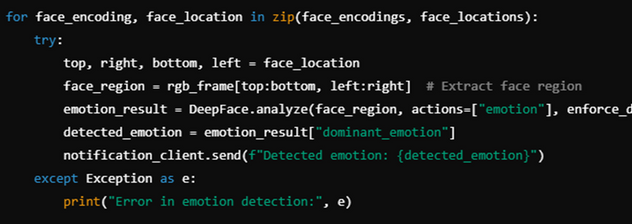 for face_encoding, face_location in zip(face_encodings, face_locations):
try:
top, right, bottom, left = face_location
face_region = rgb_frame[top:bottom, left:right]  # Extract face region
emotion_result = DeepFace.analyze(face_region, actions=["emotion"], enforce_d
detected_emotion = emotion_result["dominant_emotion"]
notification_client.send(f"Detected emotion: {detected_emotion}")
except Exception as e:
print("Error in emotion detection:", e)